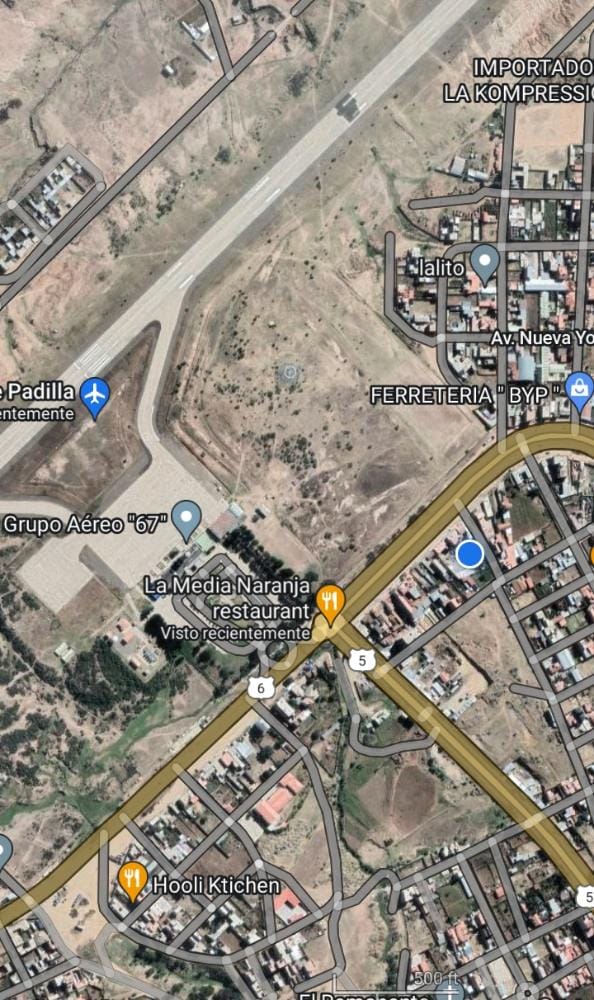 IMPORTADO
LA KOMPRESSIO
lalito
Av. Nueva Yo
e Padilla
entemente
FERRETERIA " BYP "
Grupo Aéreo "67"
La Media Naranja
restaurant
Visto recientemente
5
6
Hooli Ktichen
5
500 ft